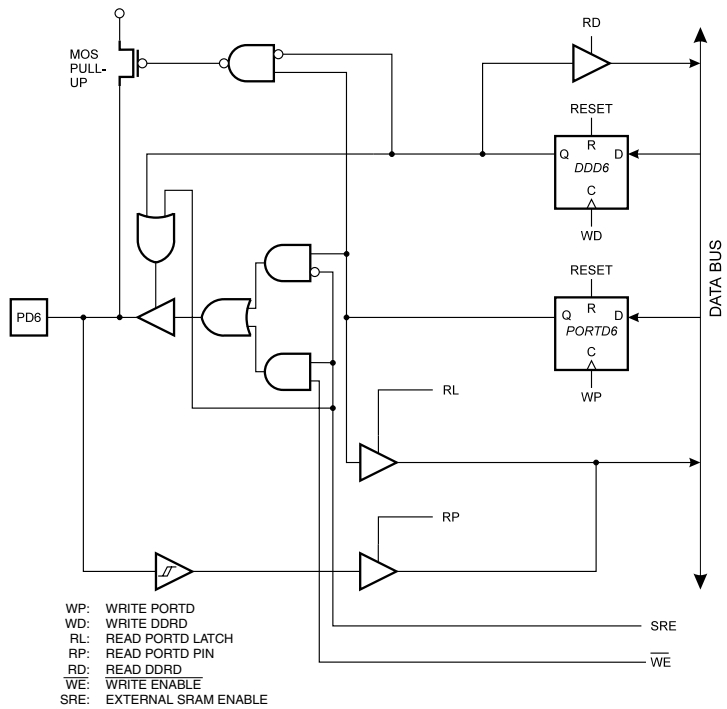 RD
MOS
PULL-
UP
RESET
R
Q
D
DDD6
C
WD
RESET
R
Q
D
PORTD6
C
WP
DATA BUS
PD6
RL
RP
WP: WRITE PORTD
WD: WRITE DDRD
RL: READ PORTD LATCH
RP: READ PORTD PIN
RD: READ DDRD
WE: WRITE ENABLE
SRE: EXTERNAL SRAM ENABLE
SRE
WE